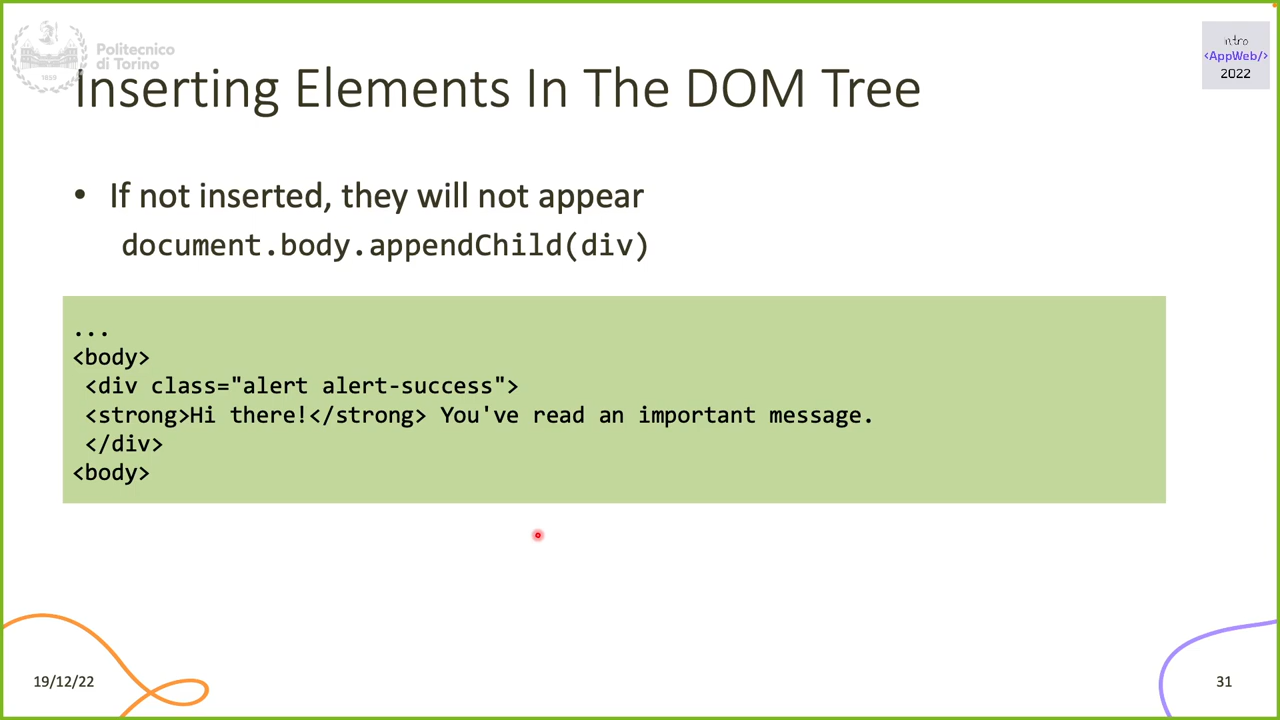 Politecnico
di Torino
1859
intro
<AppWeb/>
2022
Inserting Elements In The DOM Tree
• If not inserted, they will not appear
document.body.appendChild(div)
...
<body>
<div class="alert alert-success">
<strong>Hi there!</strong> You've read an important message.
</div>
<body>
19/12/22
31